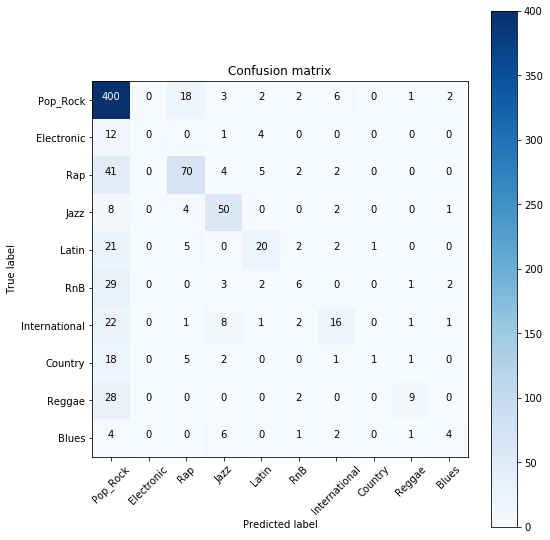 Confusion matrix
True label
Pop_Rock 400 0 18 3 2 2 6 0 1 2
Electronic 12 0 0 1 4 0 0 0 0 0
Rap 41 0 70 4 5 2 2 0 0 0
Jazz 8 0 4 50 0 0 2 0 0 1
Latin 21 0 5 0 20 2 2 1 0 0
RnB 29 0 0 3 2 6 0 0 1 2
International 22 0 1 8 1 2 16 0 1 1
Country 18 0 5 2 0 0 1 1 1 0
Reggae 28 0 0 0 0 2 0 0 9 0
Blues 4 0 0 6 0 1 2 0 1 4
Pop_Rock Electronic Rap Jazz Latin RnB International Country Reggae Blues
Predicted label
400
350
300
250
200
150
100
50
0